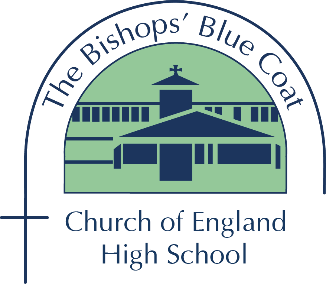 The Bishops' Blue Coat
Church of England
High School